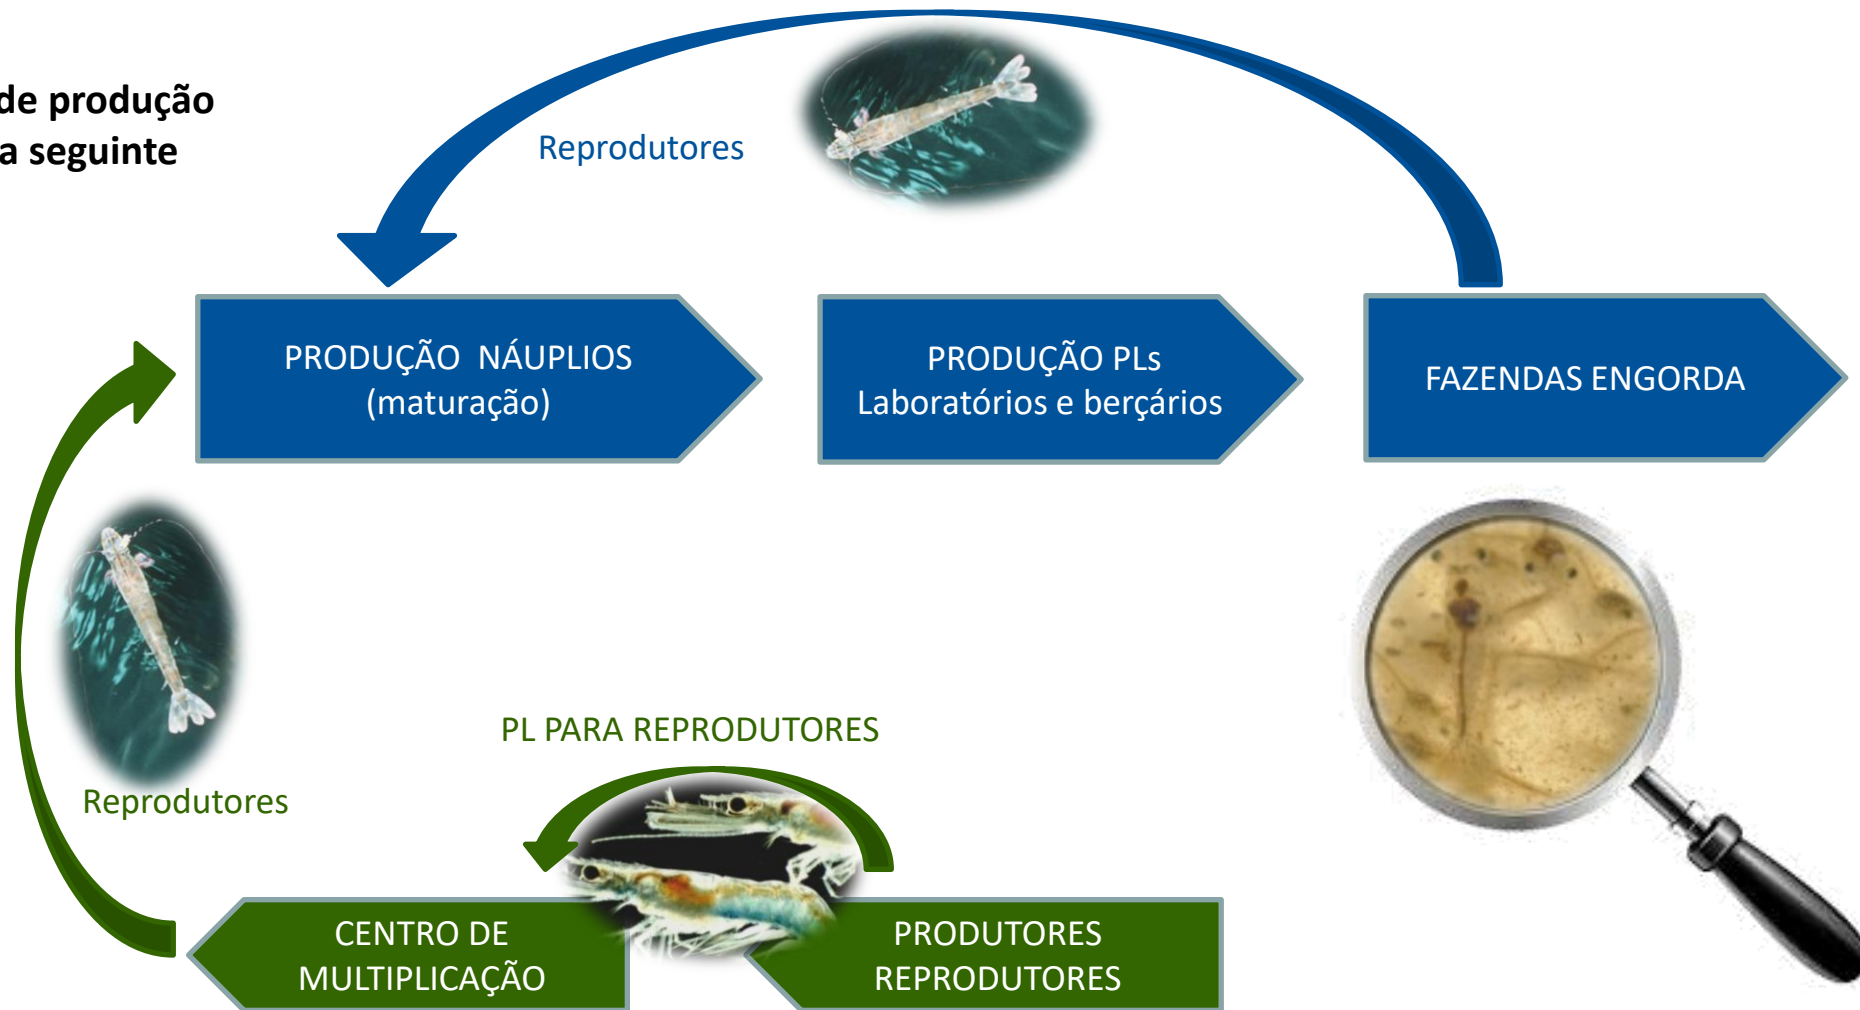 de produção
a seguinte
Reprodutores
PRODUÇÃO NÁUPLIOS
(maturação)
PRODUÇÃO PLs
Laboratórios e berçários
FAZENDAS ENGORDA
PL PARA REPRODUTORES
Reprodutores
CENTRO DE
MULTIPLICAÇÃO
PRODUTORES
REPRODUTORES